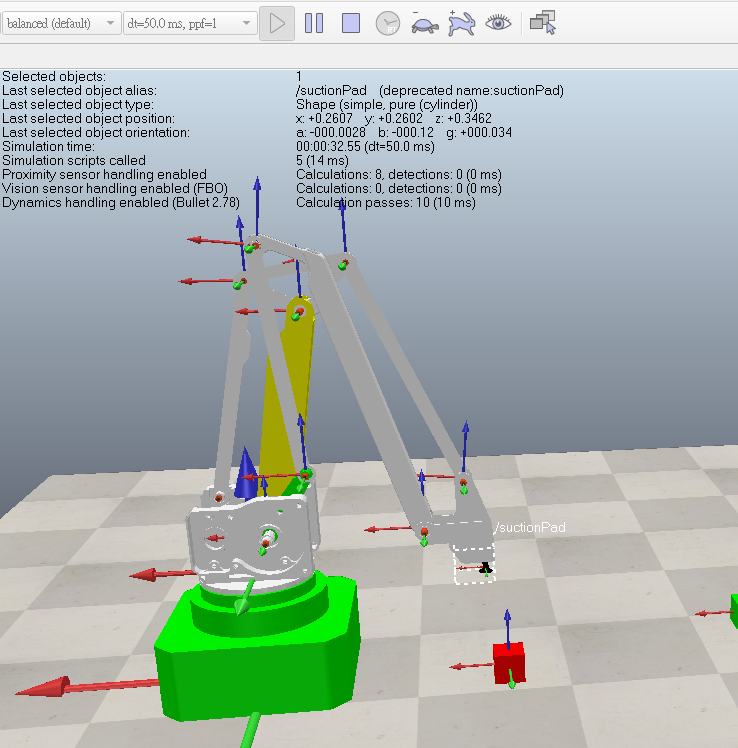 balanced (default) dt=50.0 ms, ppf=1
Selected objects: 1
Last selected object alias: /suctionPad (deprecated name:suctionPad)
Last selected object type: Shape (simple, pure (cylinder))
Last selected object position: x: +0.2607 y: +0.2602 z: +0.3462
Last selected object orientation: a: -000.0028 b: -000.12 g: +000.034
Simulation time: 00:00:32.55 (dt=50.0 ms)
Simulation scripts called 5 (14 ms)
Proximity sensor handling enabled Calculations: 8, detections: 0 (0 ms)
Vision sensor handling enabled (FBO) Calculations: 0, detections: 0 (0 ms)
Dynamics handling enabled (Bullet 2.78) Calculation passes: 10 (10 ms)
/suctionPad